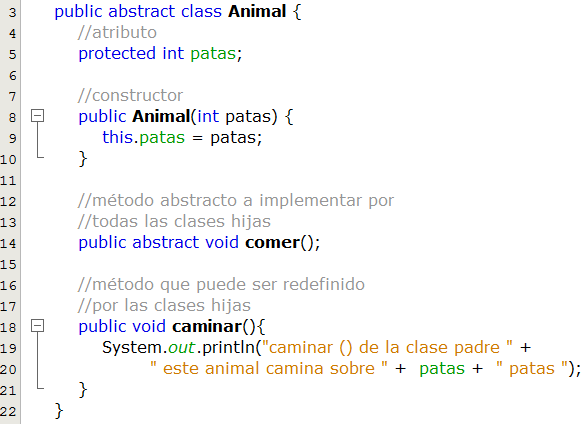 3 public abstract class Animal {
4 //atributo
5 protected int patas;
6
7 //constructor
8 public Animal(int patas) {
9 this.patas = patas;
10 }
11
12 //método abstracto a implementar por
13 //todas las clases hijas
14 public abstract void comer();
15
16 //método que puede ser redefinido
17 //por las clases hijas
18 public void caminar(){
19 System.out.println("caminar () de la clase padre " +
20 " este animal camina sobre " + patas + " patas ");
21 }
22 }